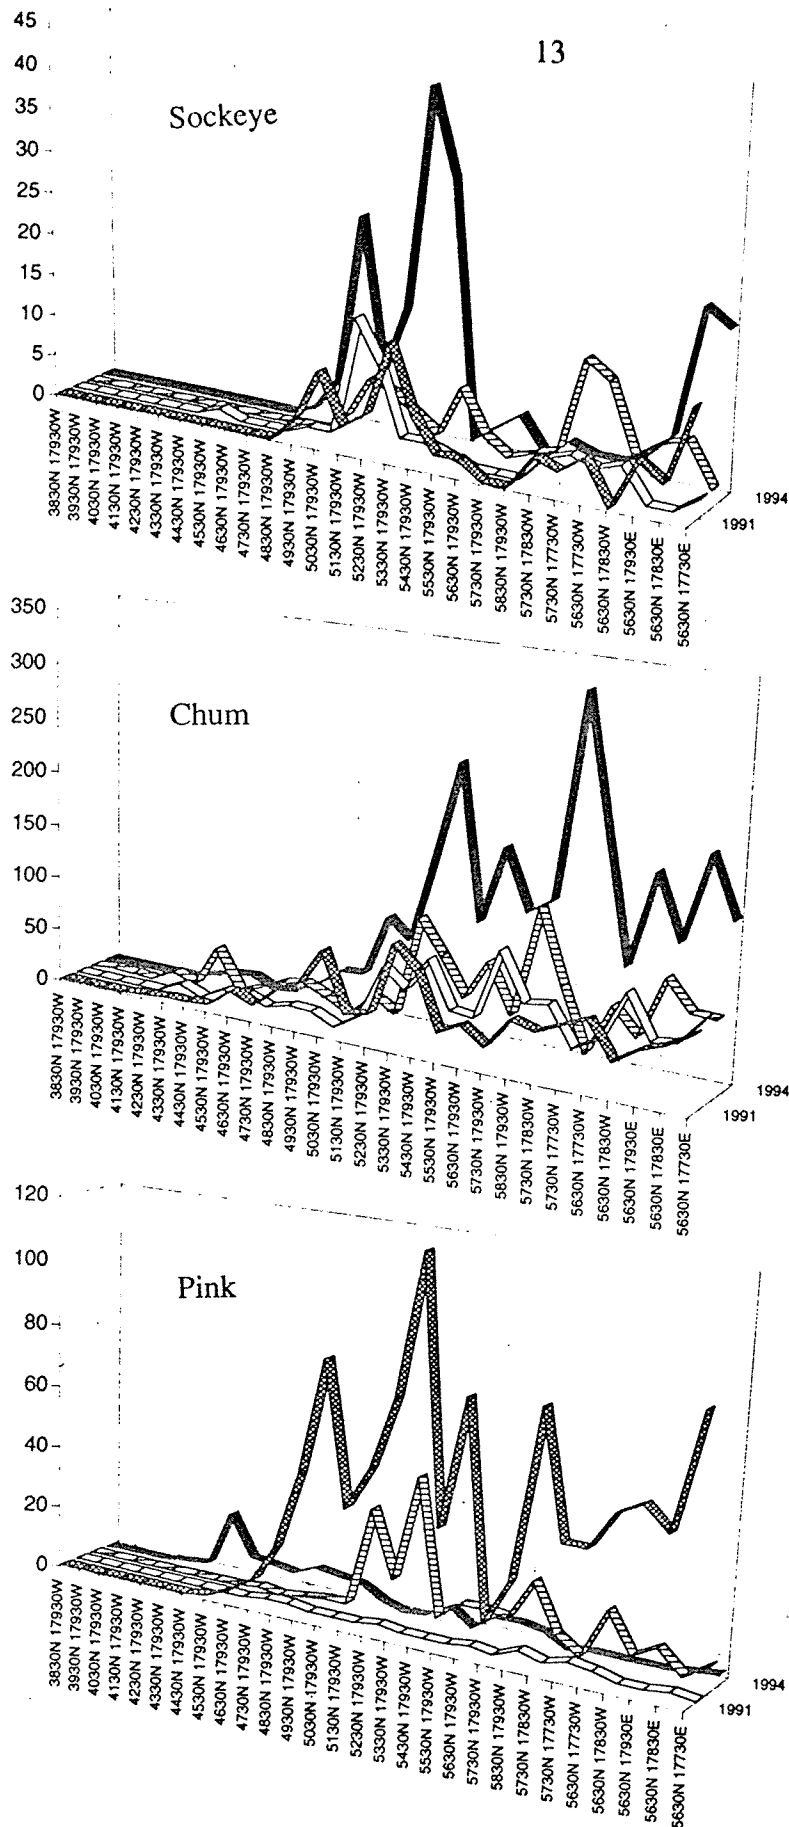 13
45
40
35
30
25
20
15
10
5
0
Sockeye
3830N 17930W
3930N 17930W
4030N 17930W
4130N 17930W
4230N 17930W
4330N 17930W
4430N 17930W
4530N 17930W
4630N 17930W
4730N 17930W
4830N 17930W
4930N 17930W
5030N 17930W
5130N 17930W
5230N 17930W
5330N 17930W
5430N 17930W
5530N 17930W
5630N 17930W
5730N 17930W
5830N 17930W
5730N 17830W
5730N 17730W
5630N 17730W
5630N 17830W
5630N 17930E
5630N 17830E
5630N 17730E
1991
1994
350
300
250
200
150
100
50
0
Chum
3830N 17930W
3930N 17930W
4030N 17930W
4130N 17930W
4230N 17930W
4330N 17930W
4430N 17930W
4530N 17930W
4630N 17930W
4730N 17930W
4830N 17930W
4930N 17930W
5030N 17930W
5130N 17930W
5230N 17930W
5330N 17930W
5430N 17930W
5530N 17930W
5630N 17930W
5730N 17930W
5830N 17930W
5730N 17830W
5730N 17730W
5630N 17730W
5630N 17830W
5630N 17930E
5630N 17830E
5630N 17730E
1991
1994
120
100
80
60
40
20
0
Pink
3830N 17930W
3930N 17930W
4030N 17930W
4130N 17930W
4230N 17930W
4330N 17930W
4430N 17930W
4530N 17930W
4630N 17930W
4730N 17930W
4830N 17930W
4930N 17930W
5030N 17930W
5130N 17930W
5230N 17930W
5330N 17930W
5430N 17930W
5530N 17930W
5630N 17930W
5730N 17930W
5830N 17930W
5730N 17830W
5730N 17730W
5630N 17730W
5630N 17830W
5630N 17930E
5630N 17830E
5630N 17730E
1991
1994